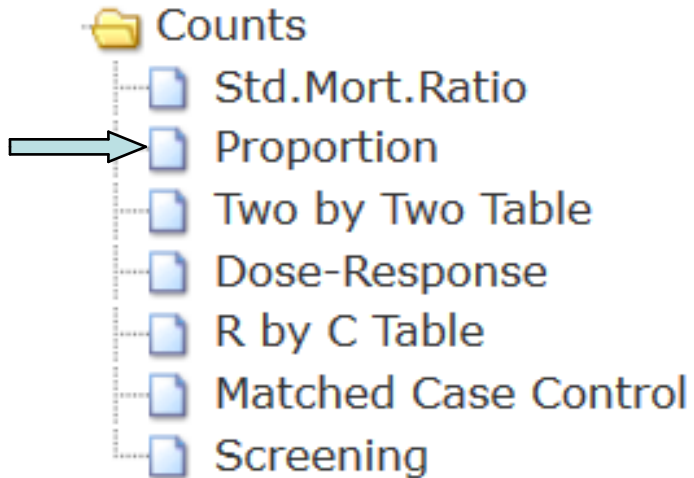 Counts
Std.Mort.Ratio
Proportion
Two by Two Table
Dose-Response
R by C Table
Matched Case Control
Screening